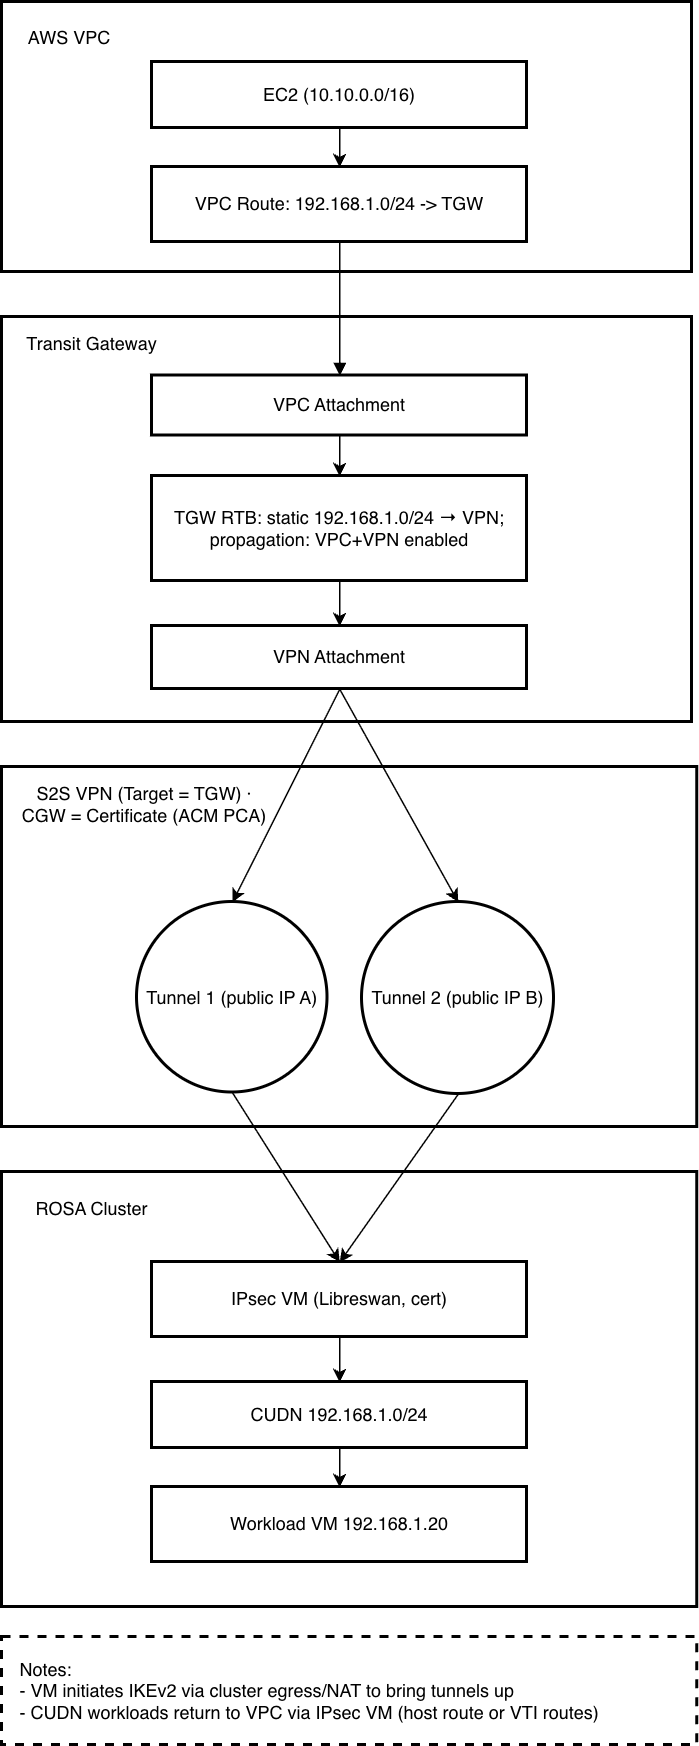 AWS VPC
EC2 (10.10.0.0/16)
VPC Route: 192.168.1.0/24 -> TGW
Transit Gateway
VPC Attachment
TGW RTB: static 192.168.1.0/24 → VPN;
propagation: VPC+VPN enabled
VPN Attachment
S2S VPN (Target = TGW) ·
CGW = Certificate (ACM PCA)
Tunnel 1 (public IP A)
Tunnel 2 (public IP B)
ROSA Cluster
IPsec VM (Libreswan, cert)
CUDN 192.168.1.0/24
Workload VM 192.168.1.20
Notes:
- VM initiates IKEv2 via cluster egress/NAT to bring tunnels up
- CUDN workloads return to VPC via IPsec VM (host route or VTI routes)